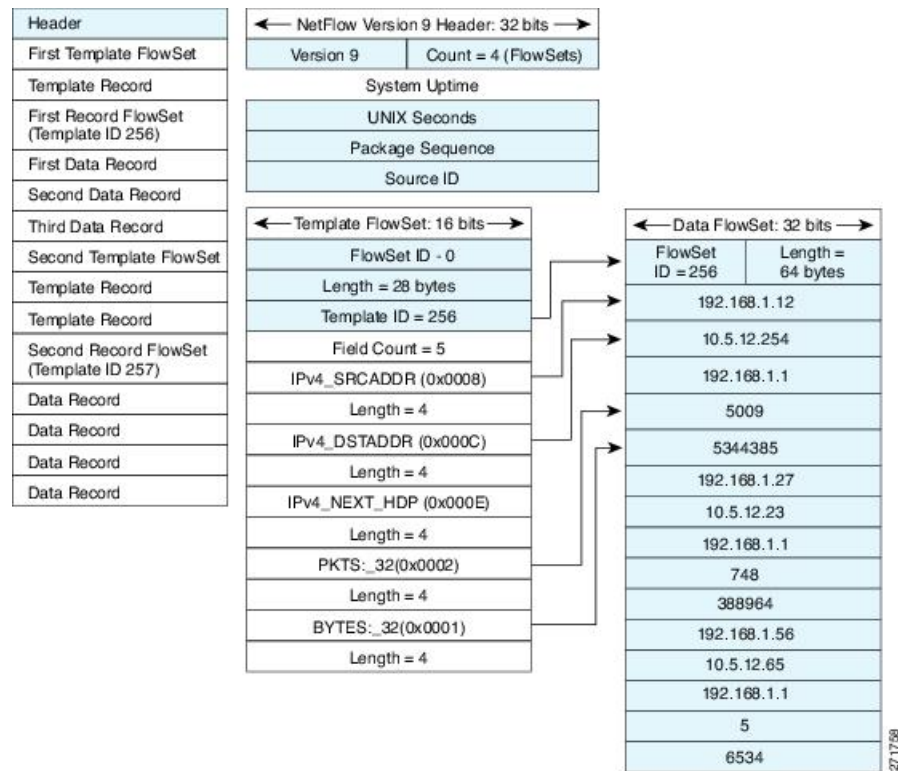 Header
First Template FlowSet
Template Record
First Record FlowSet
(Template ID 256)
First Data Record
Second Data Record
Third Data Record
Second Template FlowSet
Template Record
Template Record
Second Record FlowSet
(Template ID 257)
Data Record
Data Record
Data Record
Data Record
NetFlow Version 9 Header: 32 bits
Version 9
Count = 4 (FlowSets)
System Uptime
UNIX Seconds
Package Sequence
Source ID
Template FlowSet: 16 bits
FlowSet ID - 0
Length = 28 bytes
Template ID = 256
Field Count = 5
IPv4_SRCADDR (0x0008)
Length = 4
IPv4_DSTADDR (0x000C)
Length = 4
IPv4_NEXT_HDP (0x000E)
Length = 4
PKTS:_32(0x0002)
Length = 4
BYTES:_32(0x0001)
Length = 4
Data FlowSet: 32 bits
FlowSet
ID = 256
Length =
64 bytes
192.168.1.12
10.5.12.254
192.168.1.1
5009
5344385
192.168.1.27
10.5.12.23
192.168.1.1
748
388964
192.168.1.56
10.5.12.65
192.168.1.1
5
6534
271758